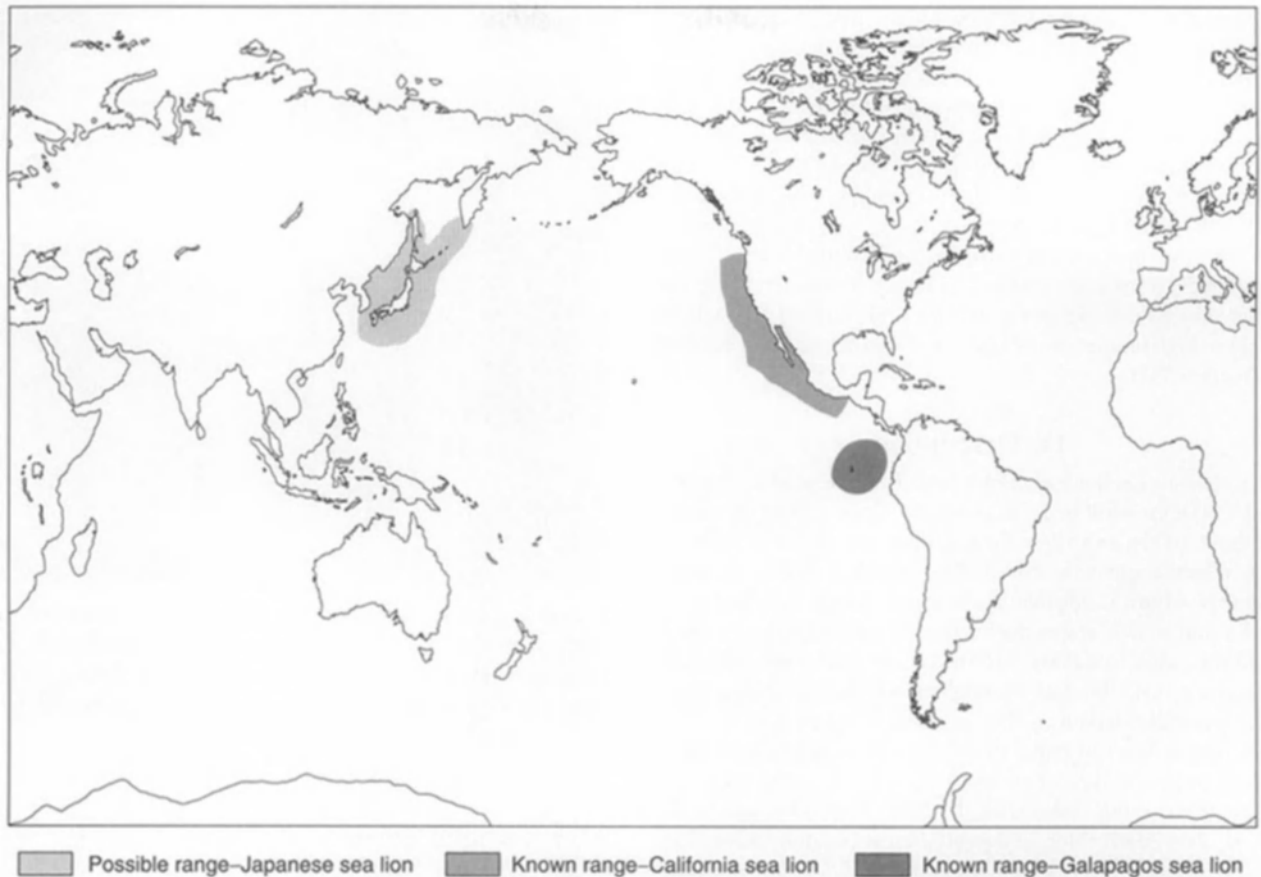 Possible range–Japanese sea lion
Known range–California sea lion
Known range–Galapagos sea lion